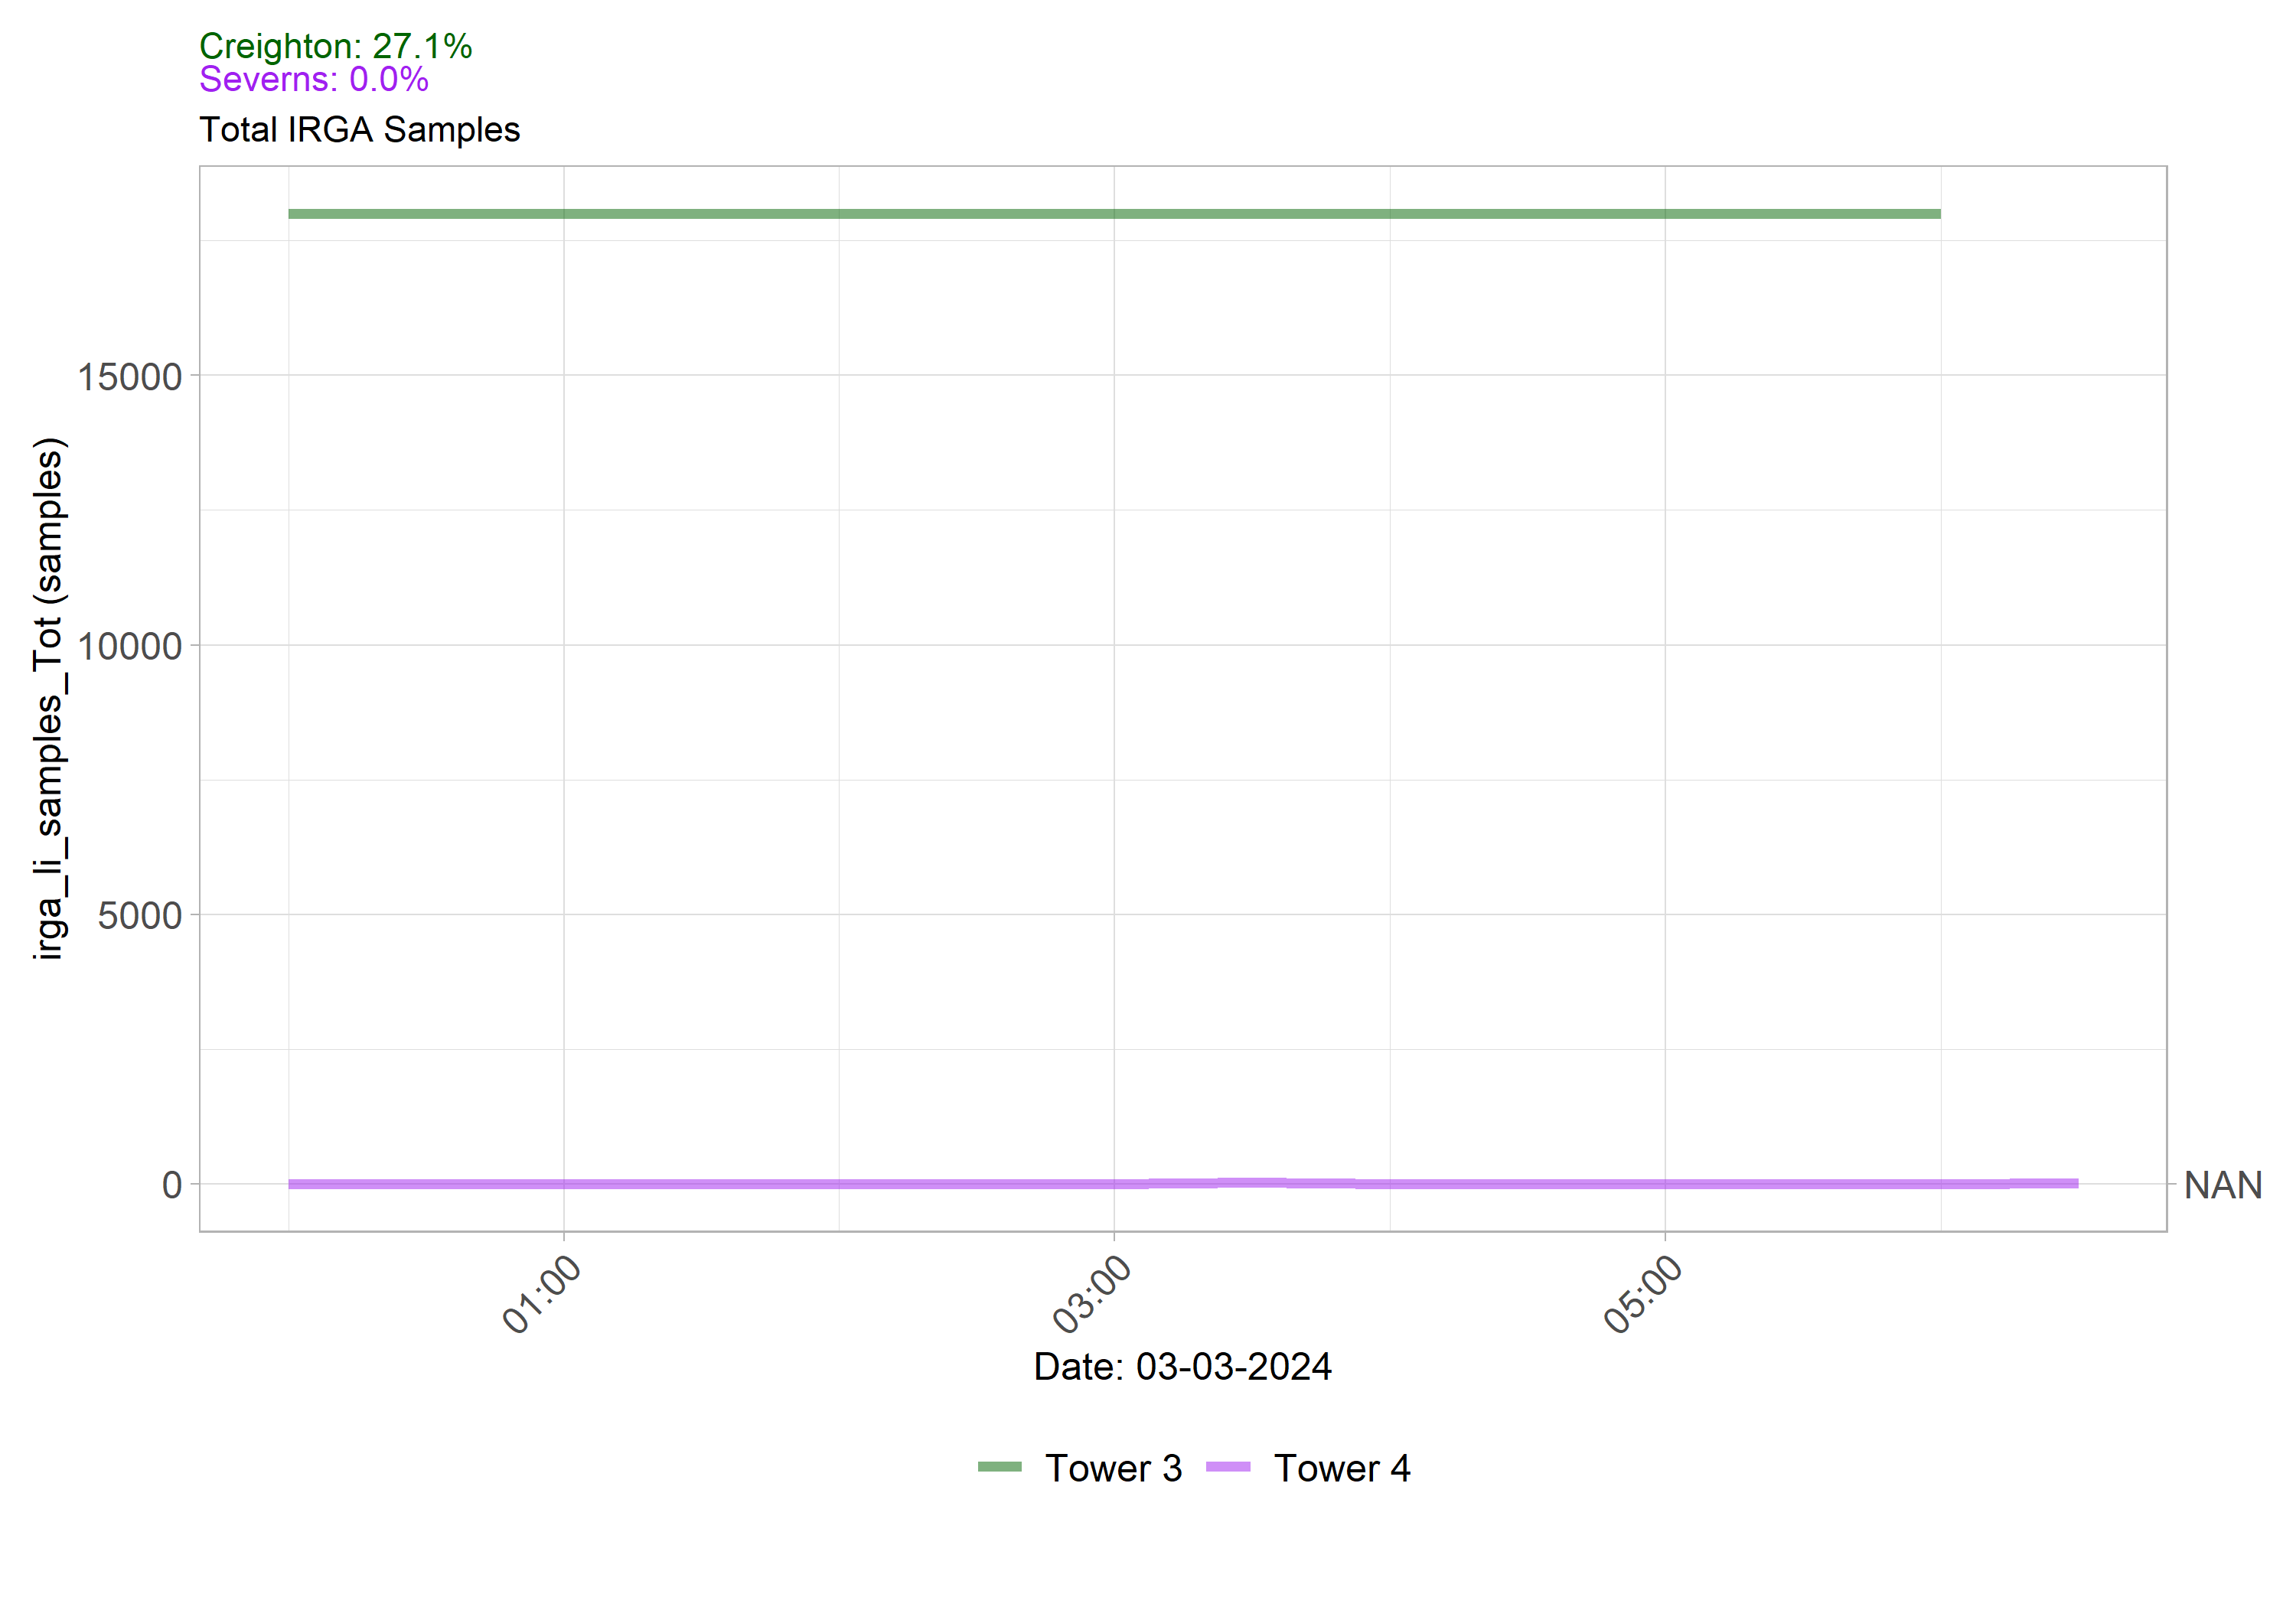 Creighton: 27.1%
Severns: 0.0%
Total IRGA Samples
irga_li_samples_Tot (samples)
15000
10000
5000
0
NAN
01:00
03:00
05:00
Date: 03-03-2024
Tower 3
Tower 4